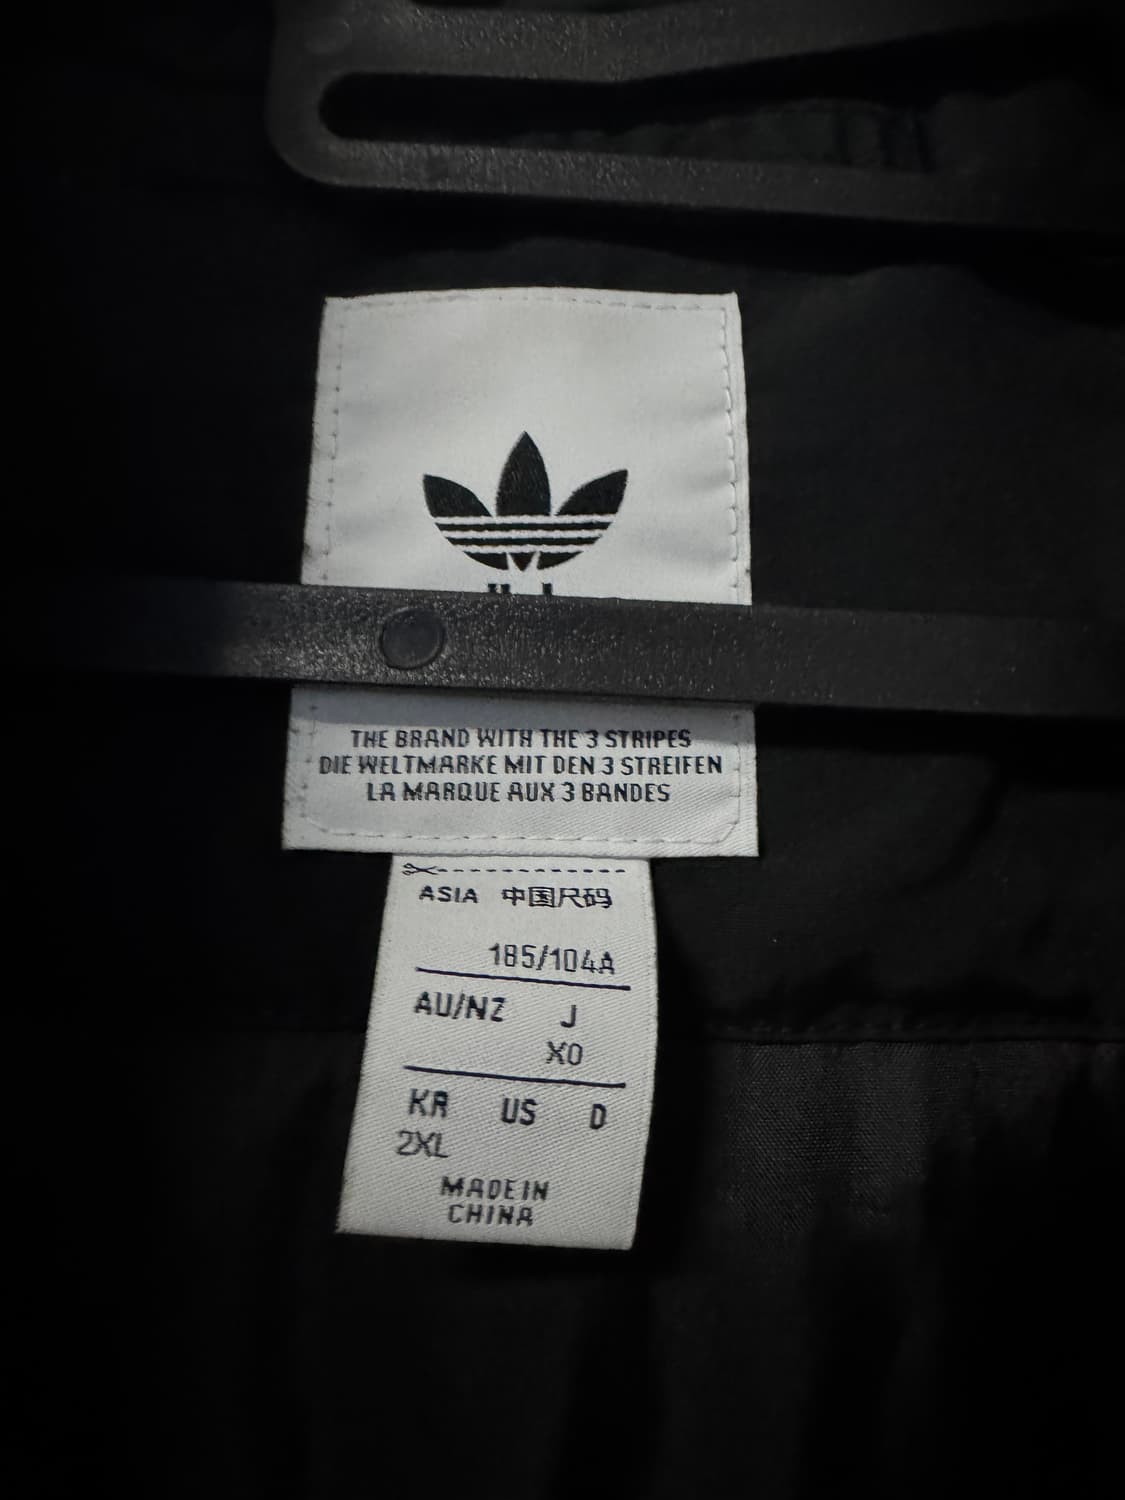 THE BRAND WITH THE 3 STRIPES
DIE WELTMARKE MIT DEN 3 STREIFEN
LA MARQUE AUX 3 BANDES
ASIA 中国尺码
185/104A
AU/NZ J
XO
KR US D
2XL
MADE IN
CHINA